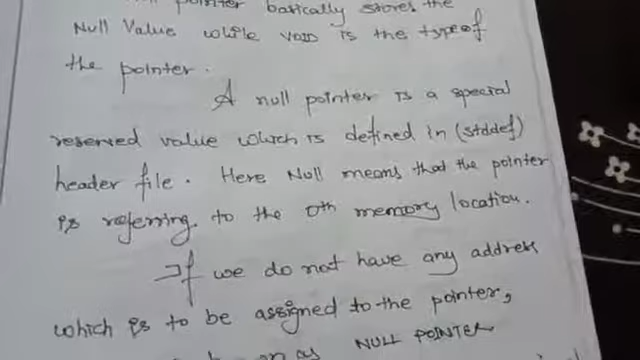 pointer basically stores the
Null Value while void is the type of
the pointer.
A null pointer is a special
reserved value which is defined in (stddef)
header file. Here Null means that the pointer
is referring to the 0th memory location.
If we do not have any address
which is to be assigned to the pointer,
as NULL POINTER